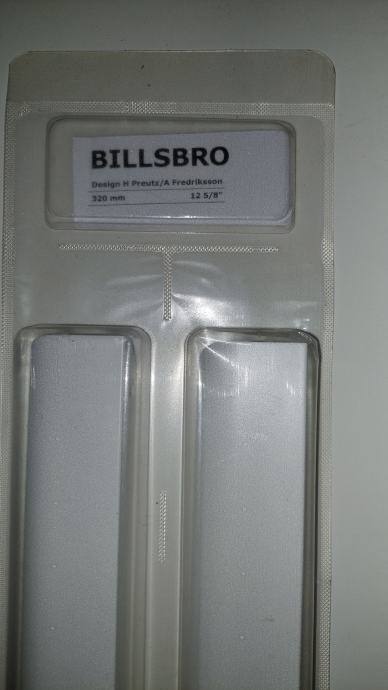 BILLSBRO
Design H Preutz/A Fredriksson
320 mm 12 5/8"